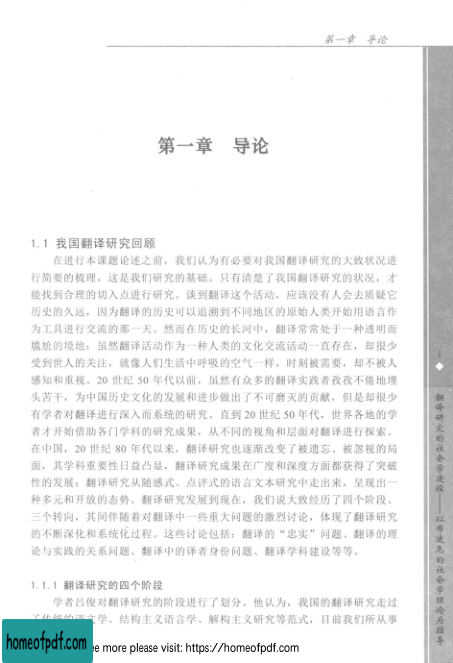 第一章 导论
第一章 导论
1.1 我国翻译研究回顾
在进行本课题论述之前，我们认为有必要对我国翻译研究的大致状况进
行简要的梳理，这是我们研究的基础。只有清楚了我国翻译研究的状况，才
能找到合理的切入点进行研究。谈到翻译这个活动，应该没有人会去质疑它
历史的久远，因为翻译的历史可以追溯到不同地区的原始人类开始用语言作
为工具进行交流的那一天。然而在历史的长河中，翻译常常处于一种透明而
尴尬的境地：虽然翻译活动作为一种人类的文化交流活动一直存在，却很少
受到世人的关注，就像人们生活中呼吸的空气一样，时刻被需要，却不被人
感知和重视。20 世纪 50 年代以前，虽然有众多的翻译实践者孜孜不倦地埋
头苦干，为中国历史文化的发展和进步做出了不可磨灭的贡献，但是却很少
有学者对翻译进行深入而系统的研究。直到 20 世纪 50 年代，世界各地的学
者才开始借助各门学科的研究成果，从不同的视角和层面对翻译进行探索。
在中国，20 世纪 80 年代以来，翻译研究也逐渐改变了被遗忘、被忽视的局
面，其学科重要性日益凸显，翻译研究成果在广度和深度方面都获得了突破
性的发展：翻译研究从随感式、点评式的语言文本研究中走出来，呈现出一
种多元和开放的态势。翻译研究发展到现在，我们说大致经历了四个阶段、
三个转向，其间伴随着对翻译中一些重大问题的激烈讨论，体现了翻译研究
的不断深化和系统化过程。这些讨论包括：翻译的“忠实”问题、翻译的理
论与实践的关系问题、翻译中的译者身份问题、翻译学科建设等等。
1.1.1 翻译研究的四个阶段
学者吕俊对翻译研究的阶段进行了划分。他认为，我国的翻译研究走过
了传统的语文学、结构主义语言学、解构主义研究等范式，目前我们所从事
1
翻译研究的社会学途径——以布迪厄的社会学理论为指导
homeofpdf.com
ee more please visit: https://homeofpdf.com